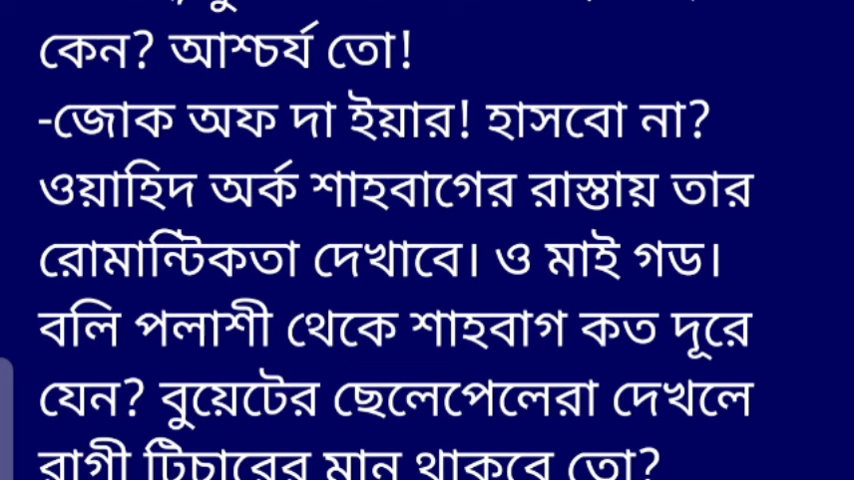 কেন? আশ্চর্য তো!
-জোক অফ দা ইয়ার! হাসবো না?
ওয়াহিদ অর্ক শাহবাগের রাস্তায় তার
রোমান্টিকতা দেখাবে। ও মাই গড।
বলি পলাশী থেকে শাহবাগ কত দূরে
যেন? বুয়েটের ছেলেপেলেরা দেখলে
রাগী টিচারের মান থাকবে তো?